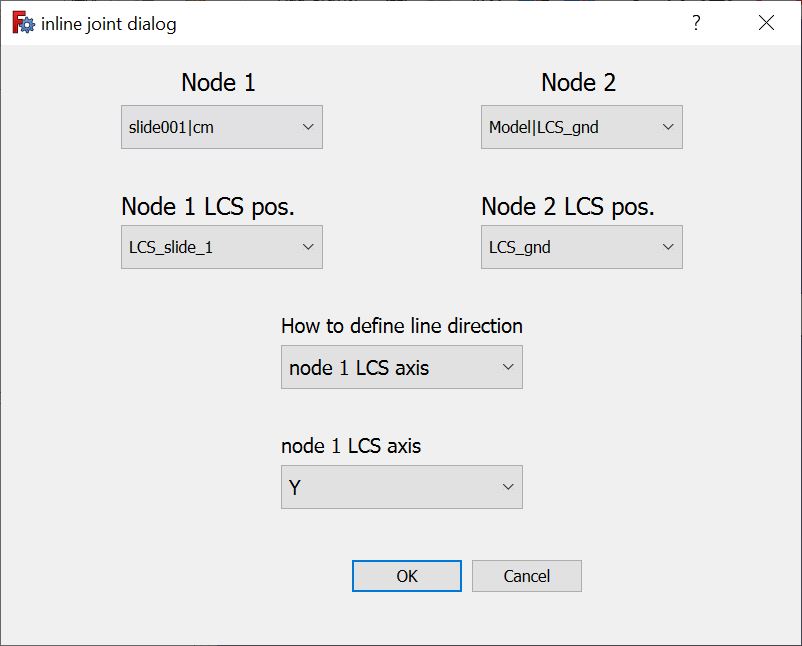 inline joint dialog ?
Node 1 Node 2
slide001|cm Model|LCS_gnd
Node 1 LCS pos. Node 2 LCS pos.
LCS_slide_1 LCS_gnd
How to define line direction
node 1 LCS axis
node 1 LCS axis
Y
OK Cancel